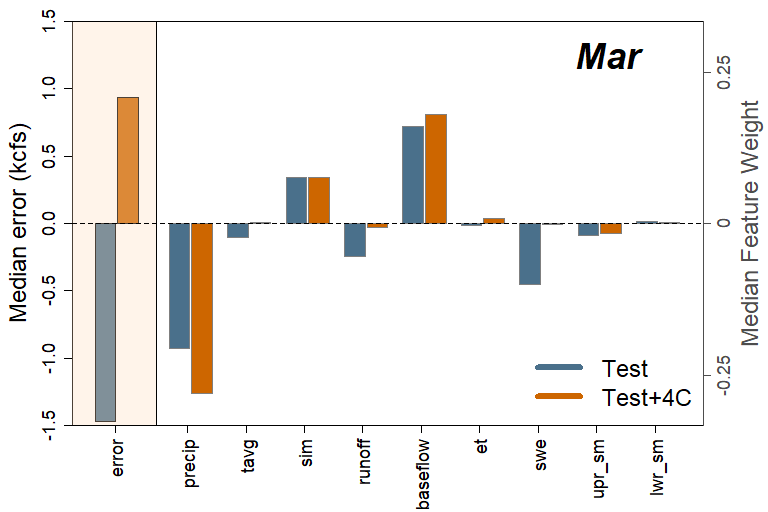 Mar
Median error (kcfs)
1.5
1.0
0.5
0.0
-0.5
-1.0
-1.5
0.25
0
-0.25
Median Feature Weight
Test
Test+4C
error
precip
tavg
sim
runoff
baseflow
et
swe
upr_sm
lwr_sm